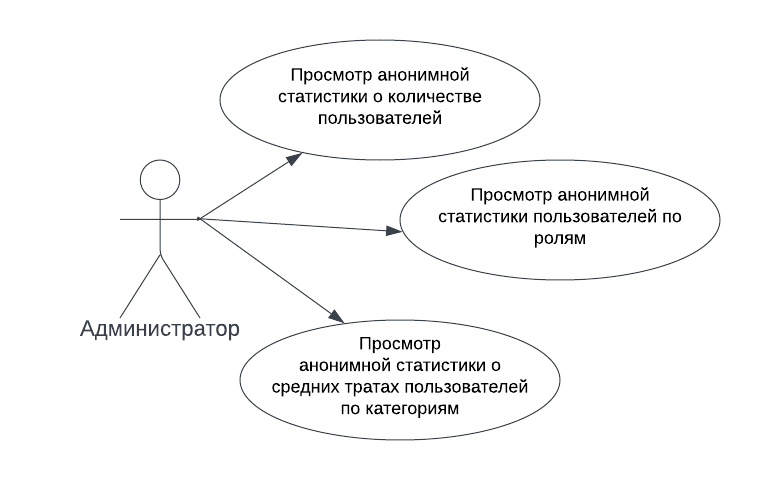 Просмотр анонимной
статистики о количестве
пользователей
Просмотр анонимной
статистики пользователей по
ролям
Администратор
Просмотр
анонимной статистики о
средних тратах пользователей
по категориям